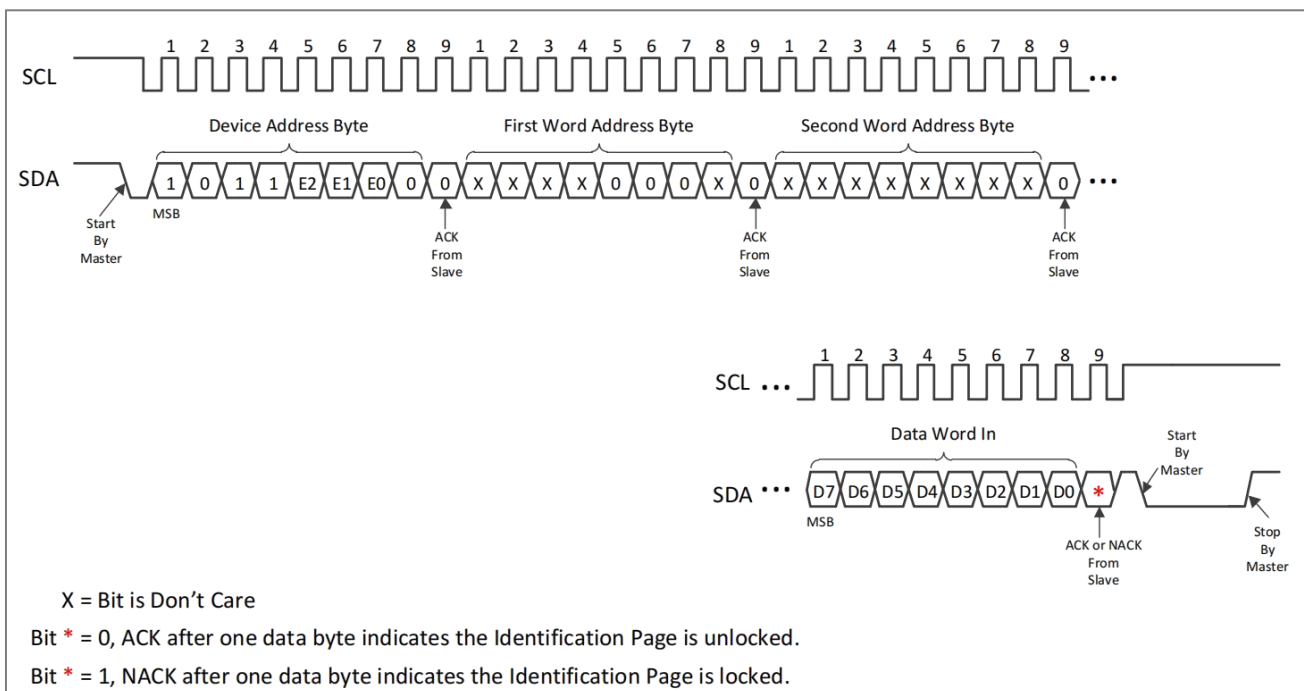 1 2 3 4 5 6 7 8 9 1 2 3 4 5 6 7 8 9 1 2 3 4 5 6 7 8 9
SCL
...
Device Address Byte First Word Address Byte Second Word Address Byte
SDA
1 0 1 1 E2 E1 E0 0 0 X X X X 0 0 0 X 0 X X X X X X X X 0 ...
MSB
Start
By
Master
ACK
From
Slave
ACK
From
Slave
ACK
From
Slave
1 2 3 4 5 6 7 8 9
SCL ...
Data Word In
Start
By
Master
SDA ... D7 D6 D5 D4 D3 D2 D1 D0 *
MSB
ACK or NACK
From
Slave
Stop
By
Master
X = Bit is Don't Care
Bit * = 0, ACK after one data byte indicates the Identification Page is unlocked.
Bit * = 1, NACK after one data byte indicates the Identification Page is locked.